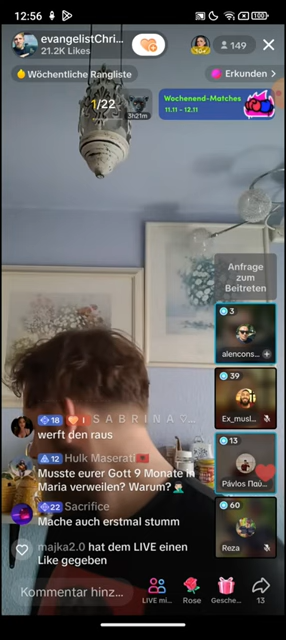 12:56
100
evangelistChri...
21.2K Likes
149
Wöchentliche Rangliste
Erkunden >
1/22
3h21m
Wochenend-Matches
11.11 - 12.11
Anfrage
zum
Beitreten
3
alencons...
39
Ex_musl...
13
Pávlos Παύ...
60
Reza
18 I SABRINA
werft den raus
12 Hulk Maserati
Musste eurer Gott 9 Monate in
Maria verweilen? Warum?
22 Sacrifice
Mache auch erstmal stumm
majka2.0 hat dem LIVE einen
Like gegeben
Kommentar hinz...
LIVE mi...
Rose
Gesche...
13